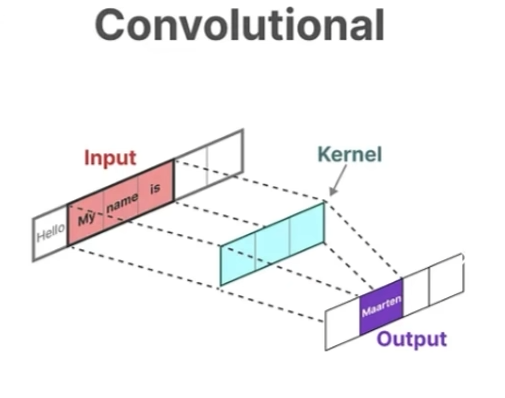 Convolutional
Input
Kernel
Hello My name is
Maarten
Output